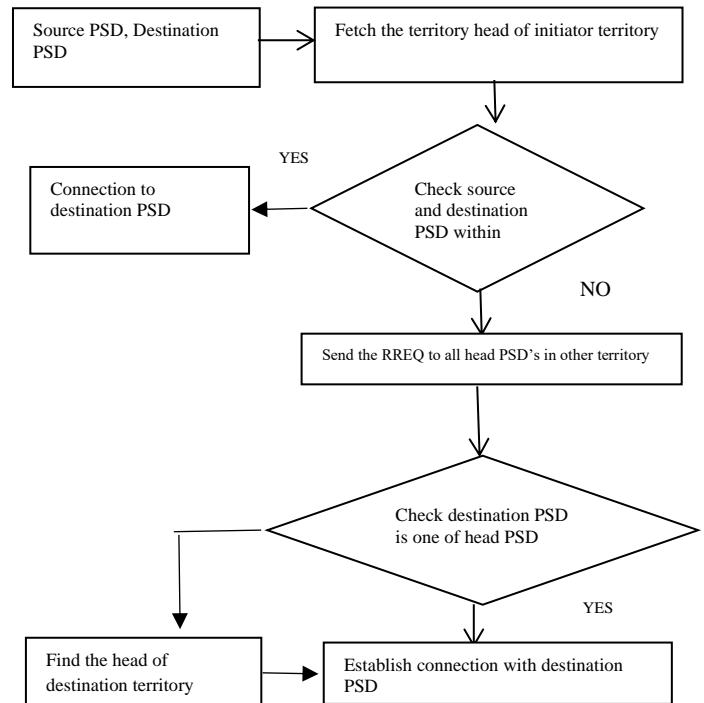 Source PSD, Destination
PSD
Fetch the territory head of initiator territory
YES
Connection to
destination PSD
Check source
and destination
PSD within
NO
Send the RREQ to all head PSD’s in other territory
Check destination PSD
is one of head PSD
YES
Find the head of
destination territory
Establish connection with destination
PSD